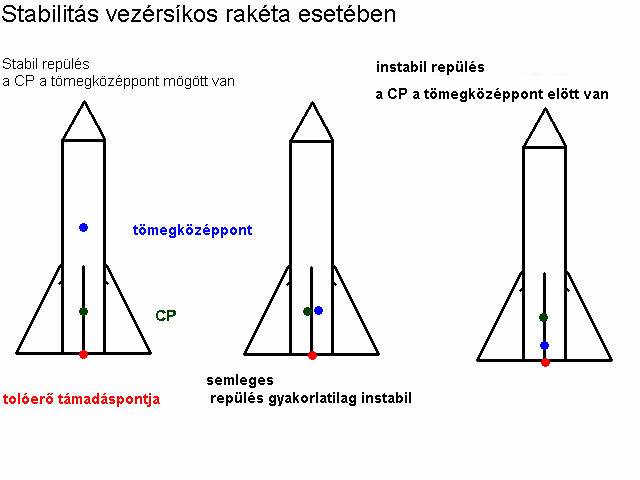 Stabilitás vezérsíkos rakéta esetében
Stabil repülés
a CP a tömegközéppont mögött van
instabil repülés
a CP a tömegközéppont elött van
tömegközéppont
CP
tolóerő támadáspontja
semleges
repülés gyakorlatilag instabil